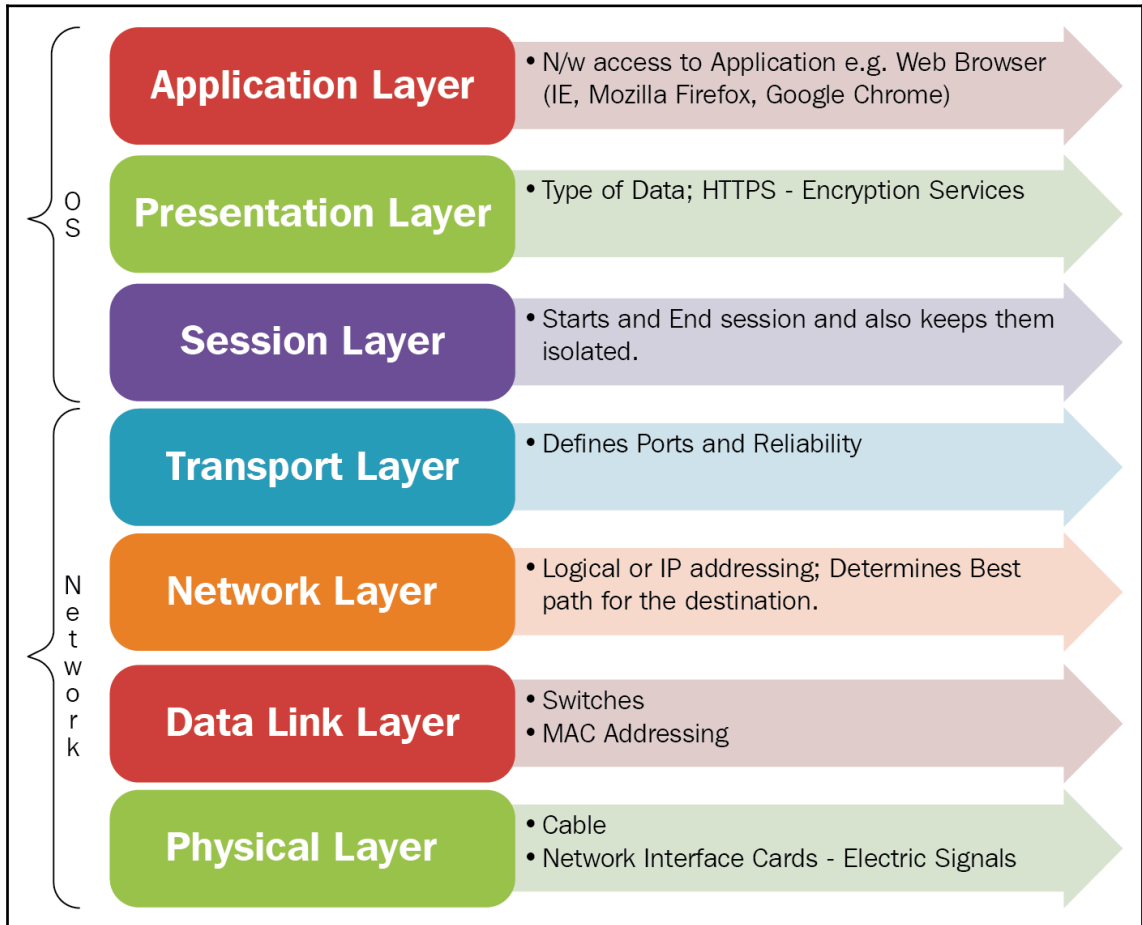 OS
Application Layer
• N/w access to Application e.g. Web Browser
(IE, Mozilla Firefox, Google Chrome)
Presentation Layer
• Type of Data; HTTPS - Encryption Services
Session Layer
• Starts and End session and also keeps them
isolated.
Network
Transport Layer
• Defines Ports and Reliability
Network Layer
• Logical or IP addressing; Determines Best
path for the destination.
Data Link Layer
• Switches
• MAC Addressing
Physical Layer
• Cable
• Network Interface Cards - Electric Signals